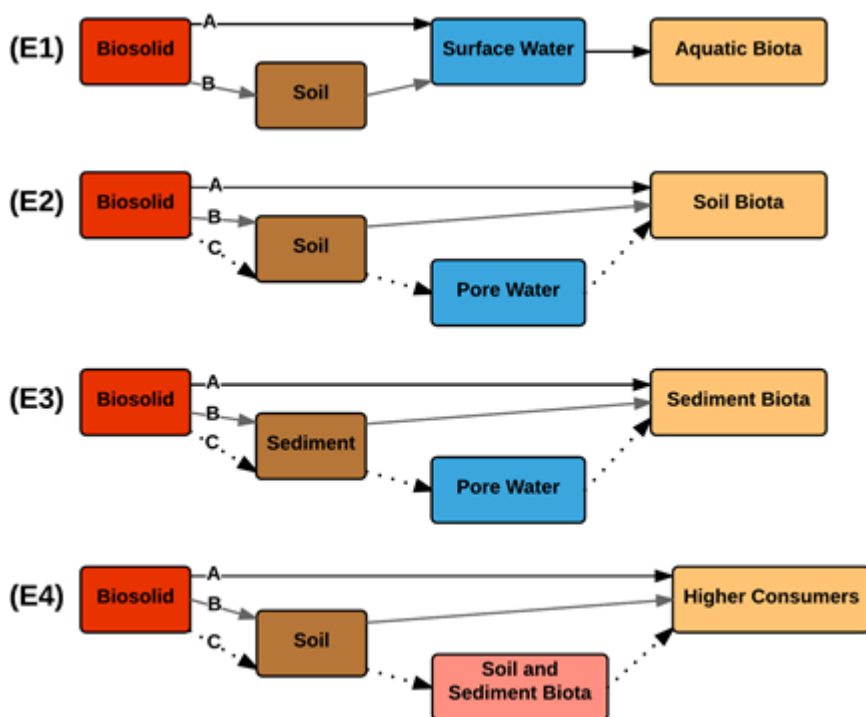 (E1)
Biosolid
A
B
Soil
Surface Water
Aquatic Biota
(E2)
Biosolid
A
B
C
Soil
Pore Water
Soil Biota
(E3)
Biosolid
A
B
C
Sediment
Pore Water
Sediment Biota
(E4)
Biosolid
A
B
C
Soil
Soil and
Sediment Biota
Higher Consumers